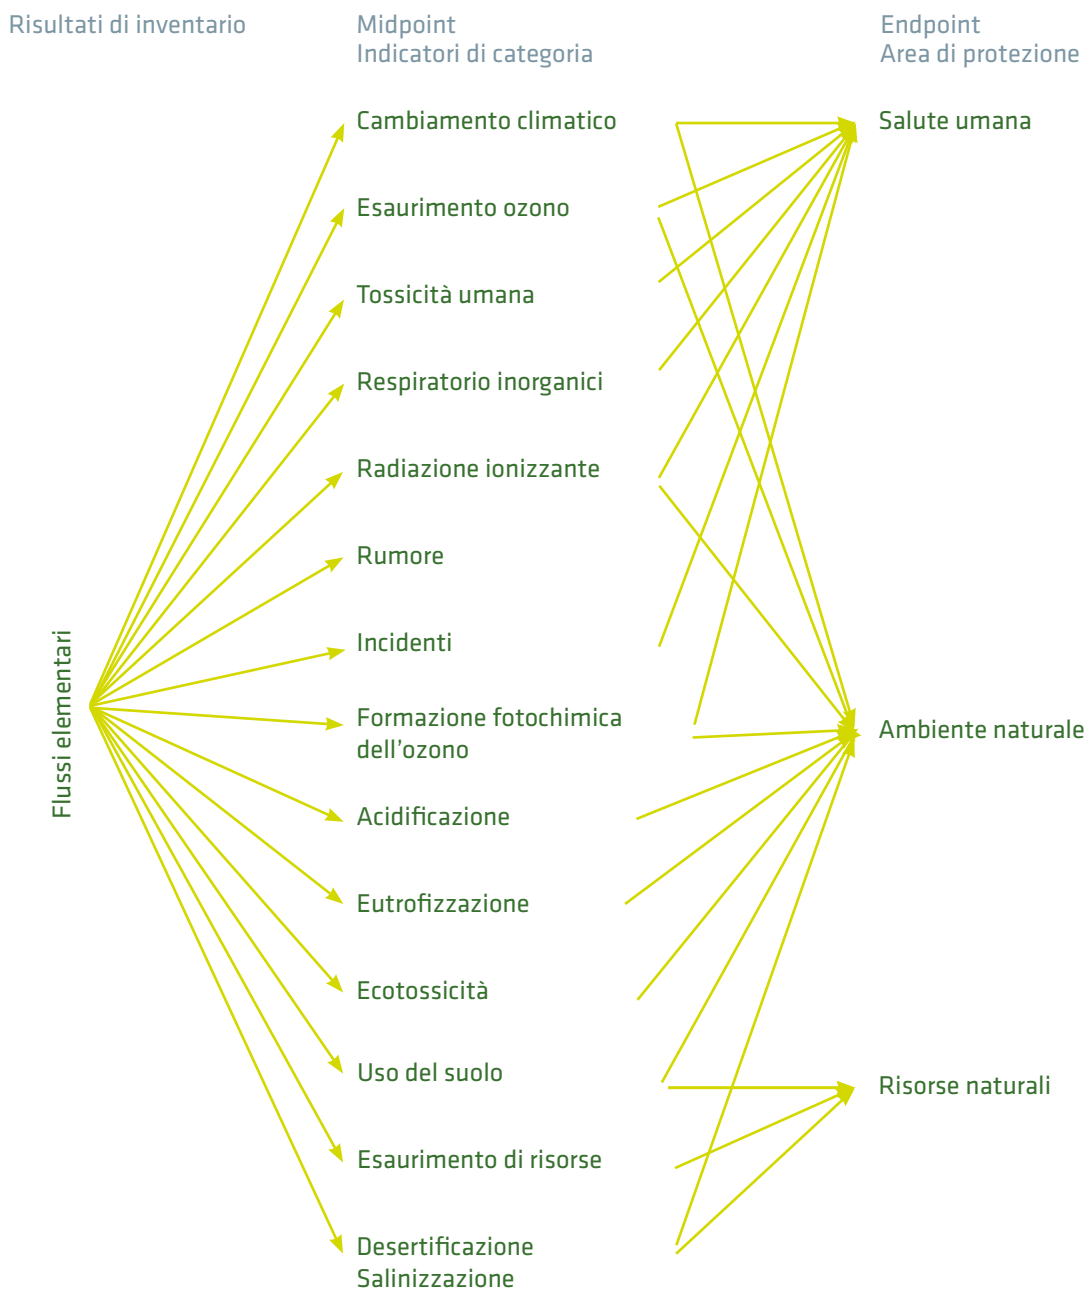 Risultati di inventario
Midpoint
Indicatori di categoria
Endpoint
Area di protezione
Flussi elementari
Cambiamento climatico
Esaurimento ozono
Tossicità umana
Respiratorio inorganici
Radiazione ionizzante
Rumore
Incidenti
Formazione fotochimica
dell'ozono
Acidificazione
Eutrofizzazione
Ecotossicità
Uso del suolo
Esaurimento di risorse
Desertificazione
Salinizzazione
Salute umana
Ambiente naturale
Risorse naturali